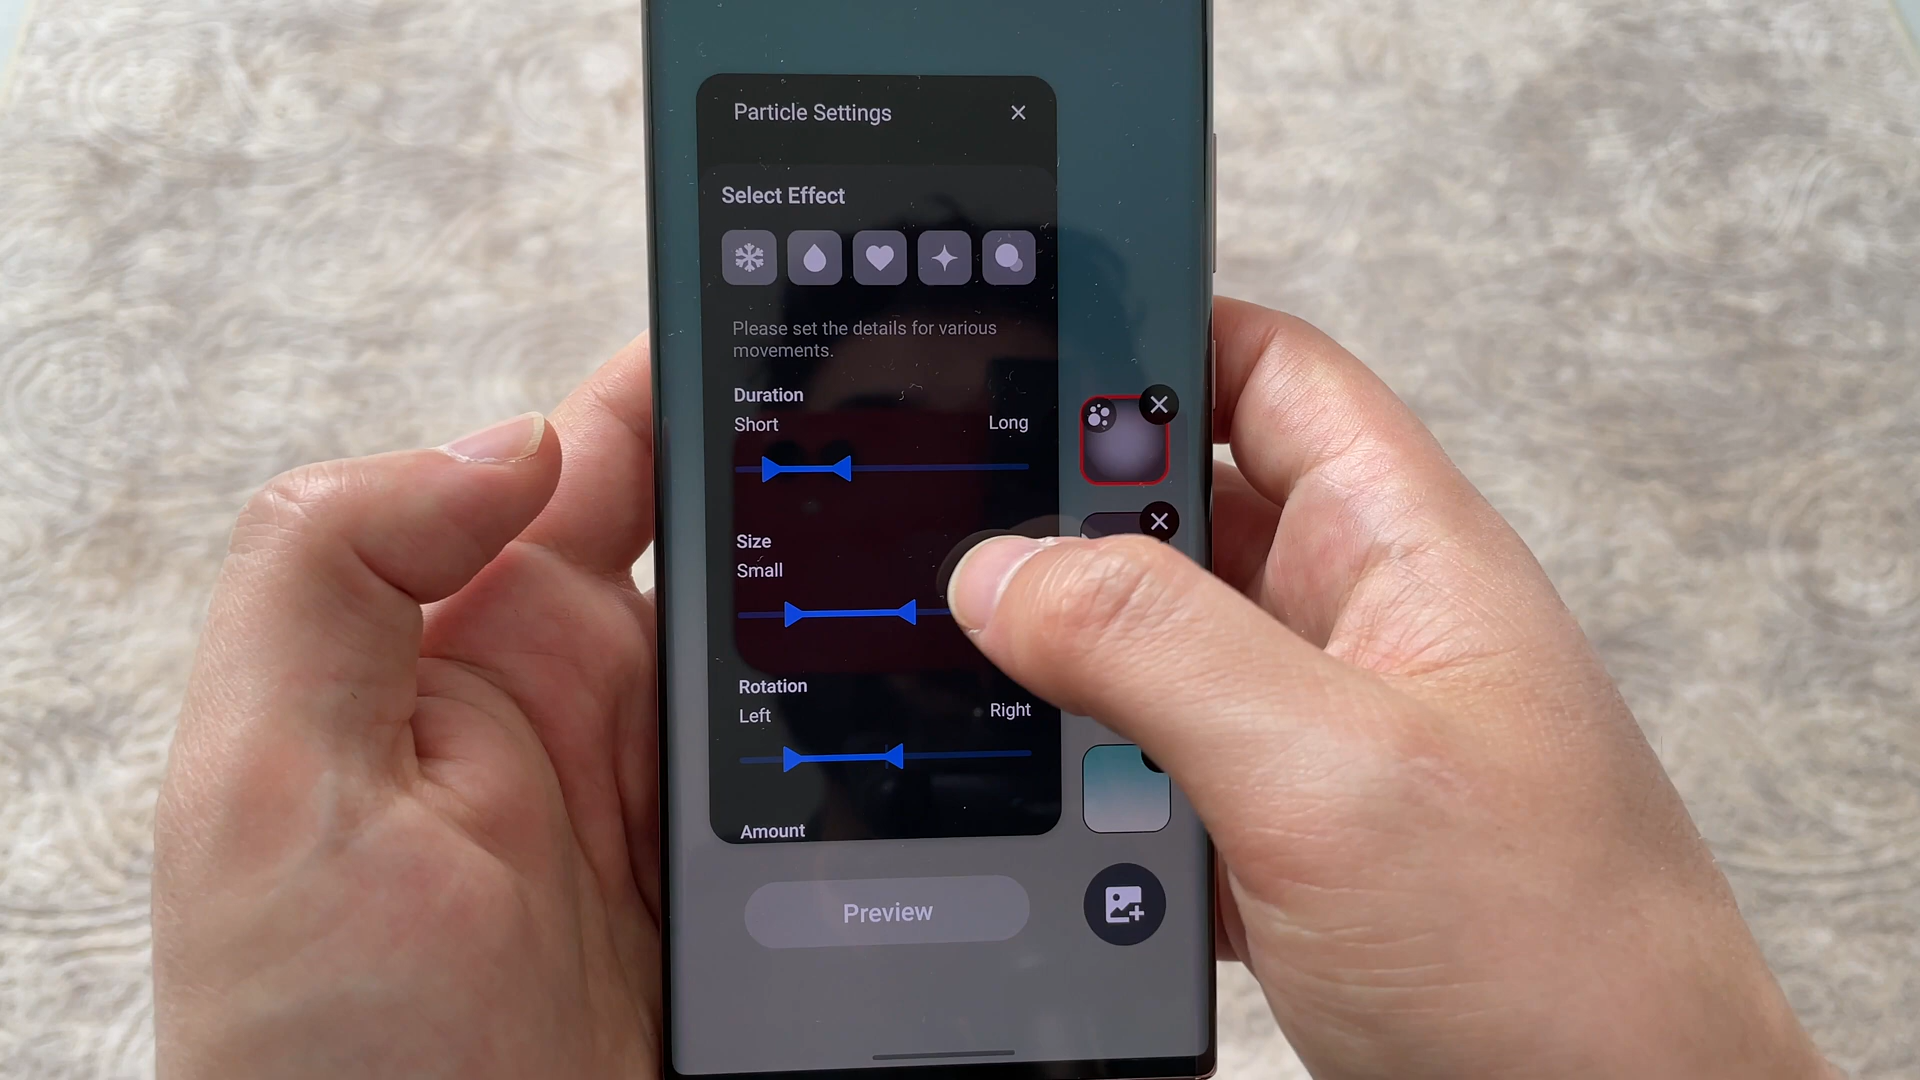 Particle Settings
Select Effect
Please set the details for various
movements.
Duration
Short Long
Size
Small
Rotation
Left Right
Amount
Preview